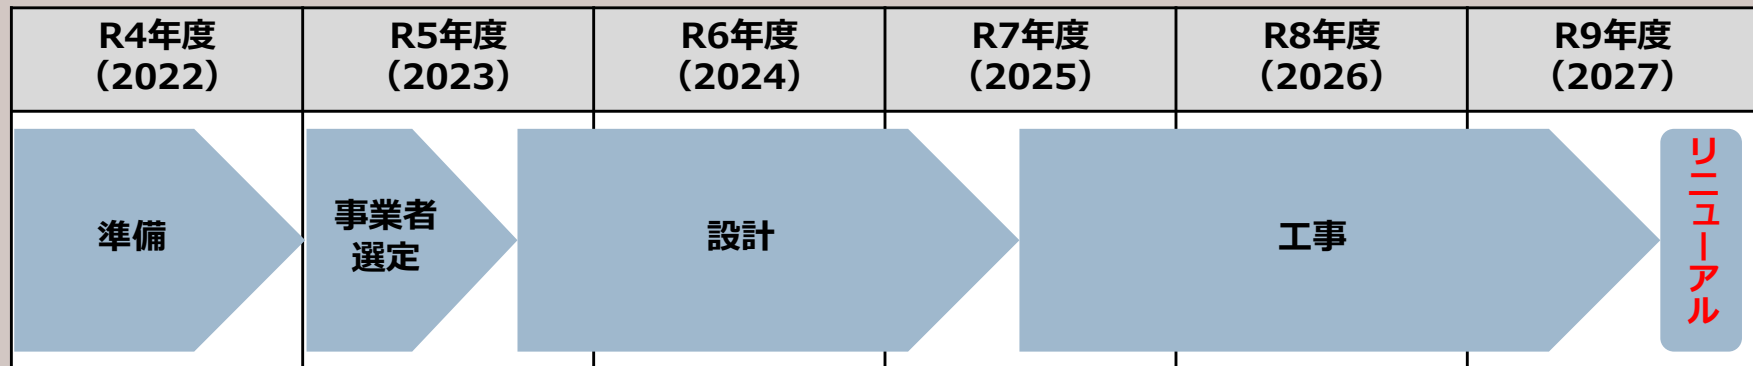 R4年度
（2022）
R5年度
（2023）
R6年度
（2024）
R7年度
（2025）
R8年度
（2026）
R9年度
（2027）
準備
事業者
選定
設計
工事
リニューアル